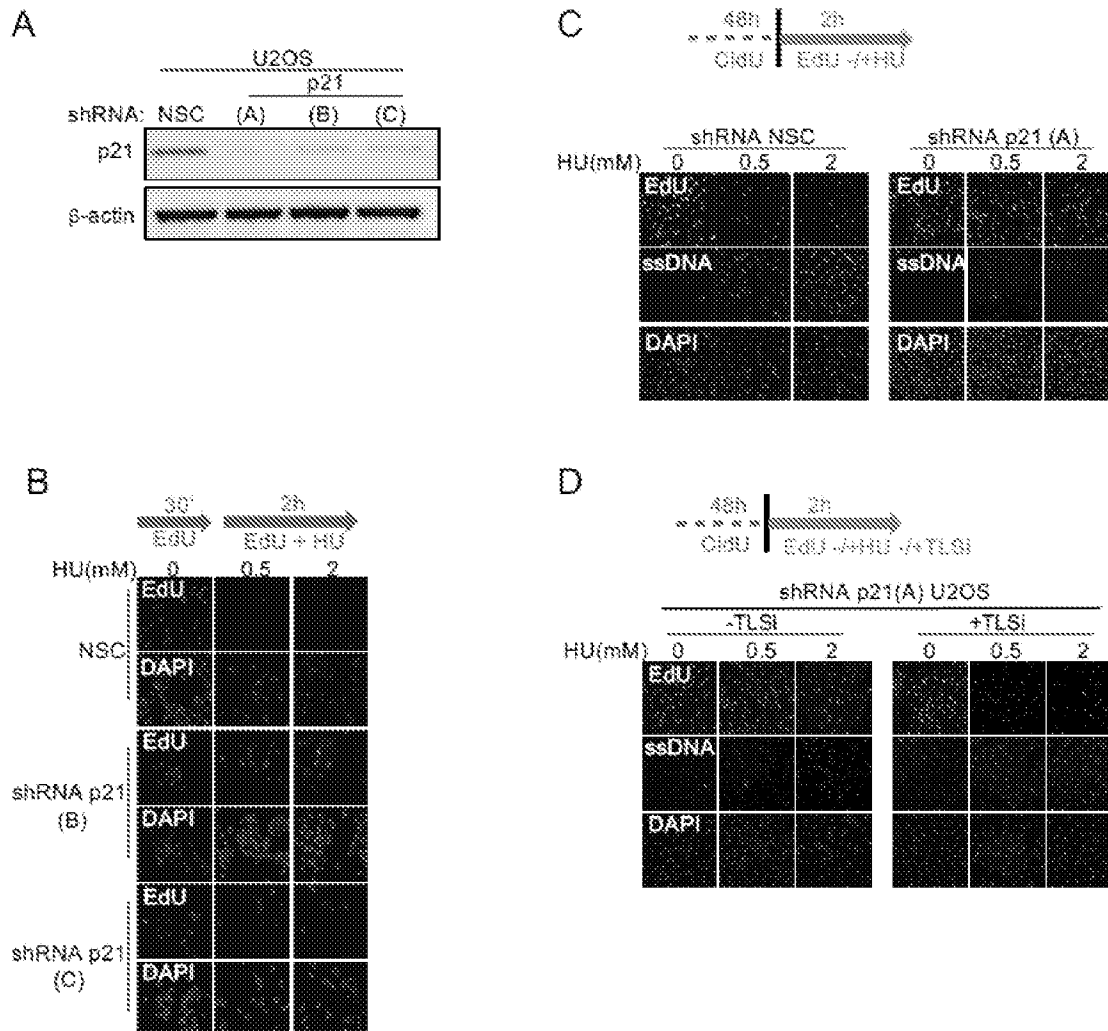 A
U2OS
p21
shRNA: NSC (A) (B) (C)
p21
β-actin
B
30' 2h
EdU EdU + HU
HU(mM) 0 0.5 2
EdU
NSC
DAPI
EdU
shRNA p21
(B)
DAPI
EdU
shRNA p21
(C)
DAPI
C
48h 2h
CldU EdU -/+HU
shRNA NSC shRNA p21 (A)
HU(mM) 0 0.5 2 0 0.5 2
EdU EdU
ssDNA ssDNA
DAPI DAPI
D
48h 2h
CldU EdU -/+HU -/+TLSi
shRNA p21(A) U2OS
-TLSi +TLSi
HU(mM) 0 0.5 2 0 0.5 2
EdU
ssDNA
DAPI